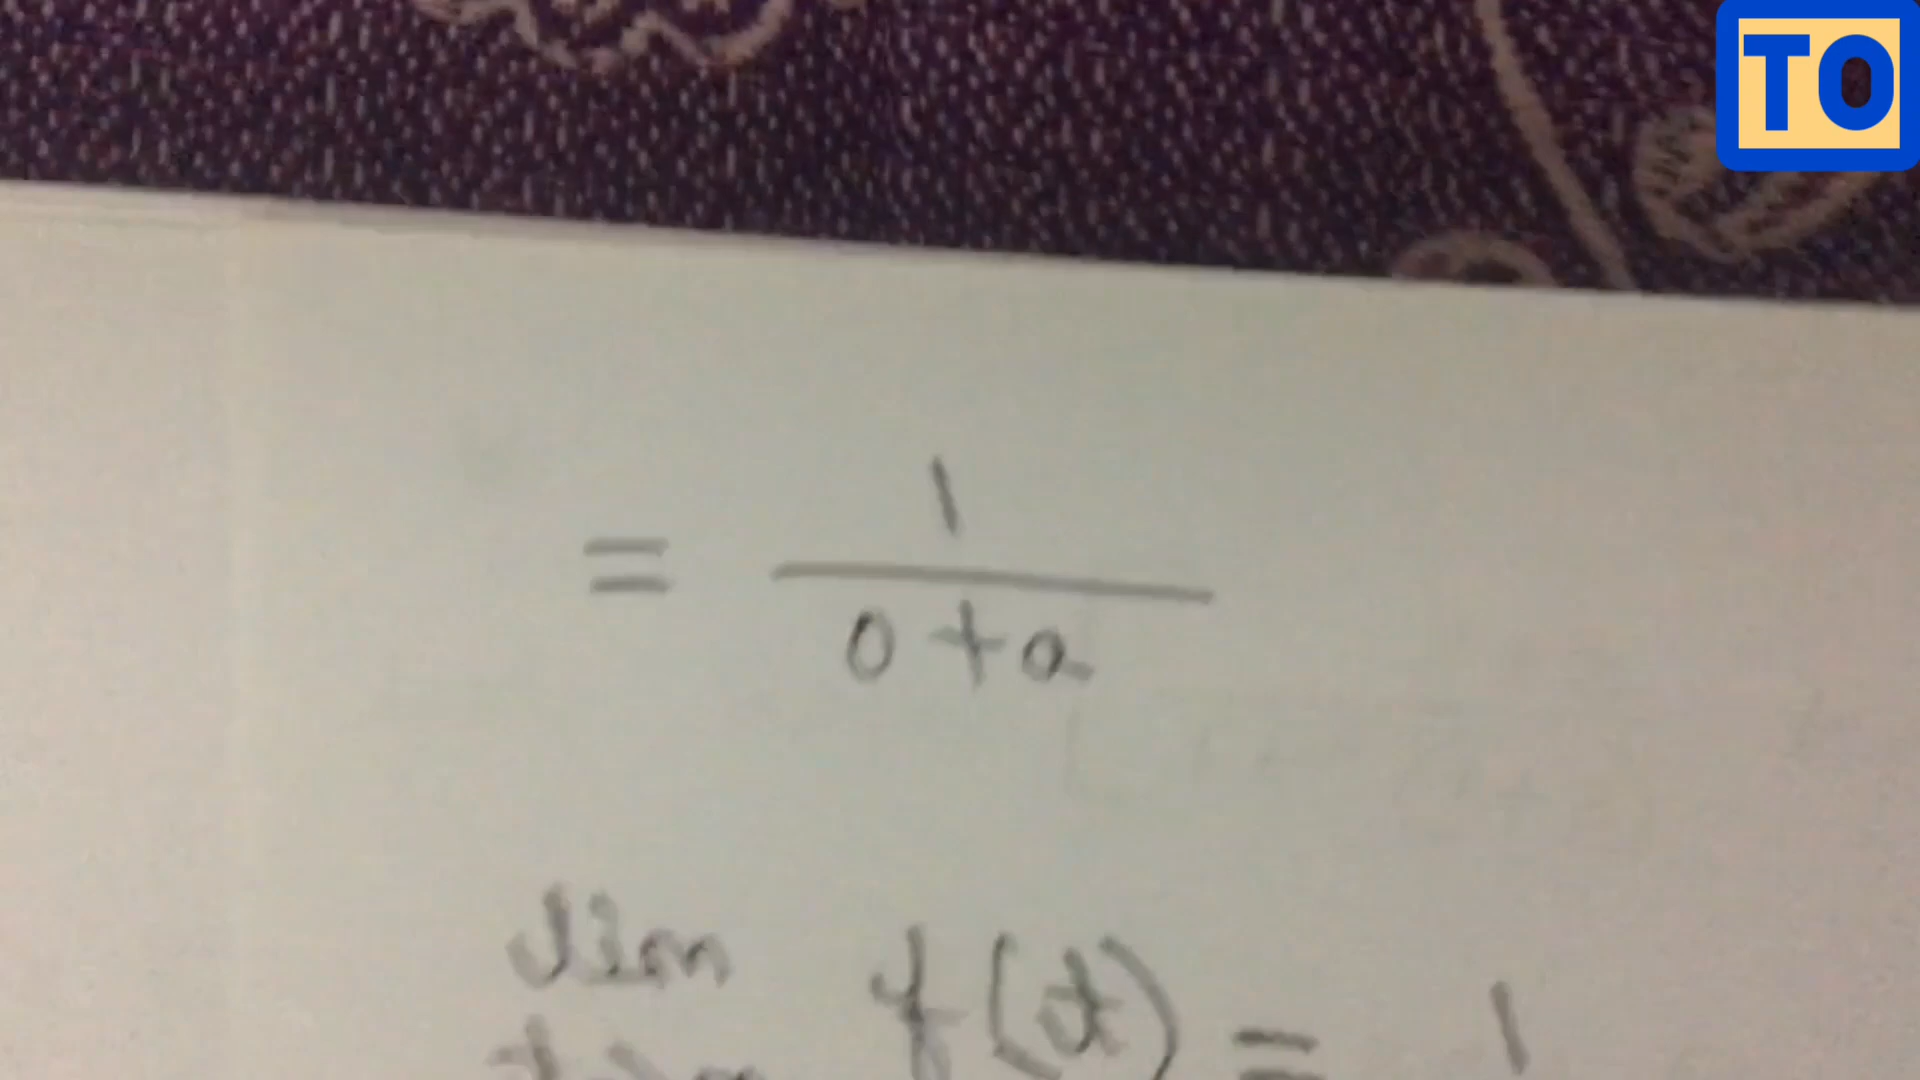 TO
= 1
0 + a
lim f(t) = 1